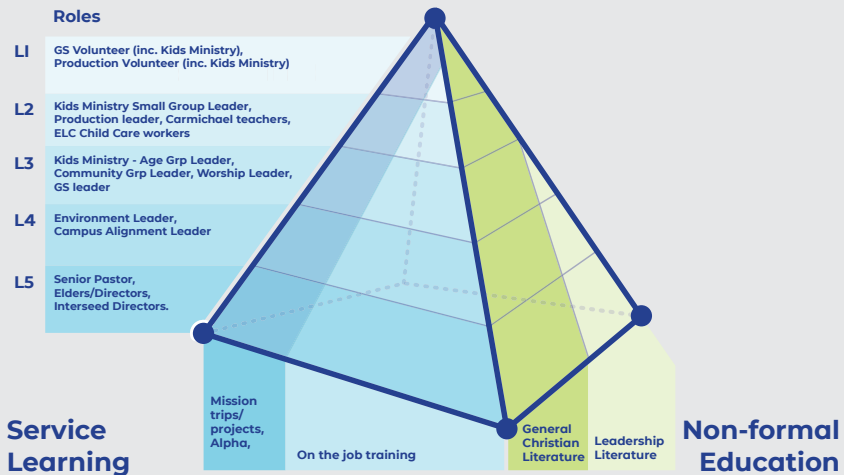 Roles
L1
GS Volunteer (inc. Kids Ministry),
Production Volunteer (inc. Kids Ministry)
L2
Kids Ministry Small Group Leader,
Production leader, Carmichael teachers,
ELC Child Care workers
L3
Kids Ministry - Age Grp Leader,
Community Grp Leader, Worship Leader,
GS leader
L4
Environment Leader,
Campus Alignment Leader
L5
Senior Pastor,
Elders/Directors,
Interseed Directors.
Service
Learning
Mission
trips/
projects,
Alpha,
On the job training
General
Christian
Literature
Leadership
Literature
Non-formal
Education